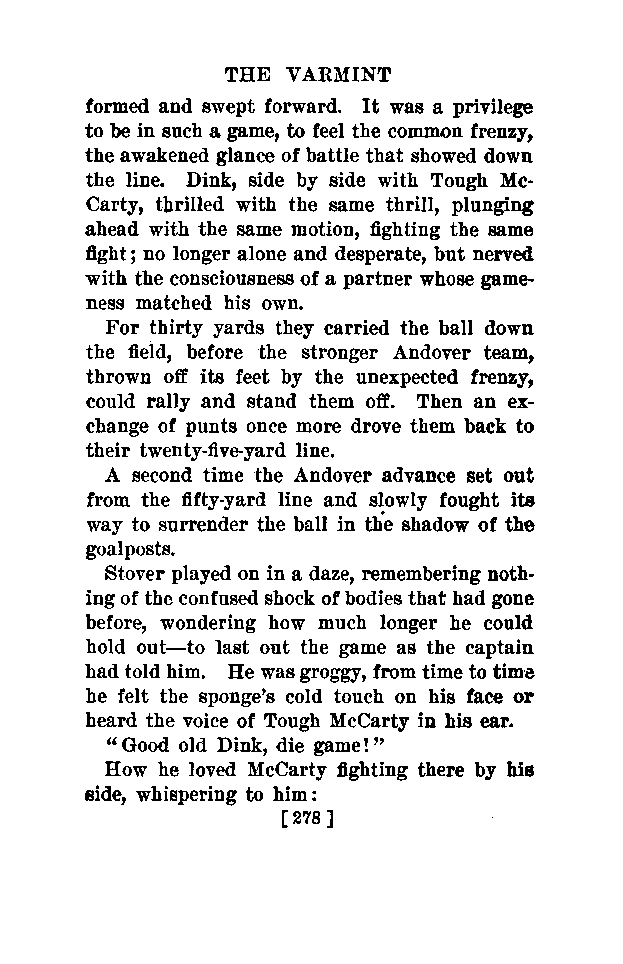 THE VARMINT
formed and swept forward. It was a privilege
to be in such a game, to feel the common frenzy,
the awakened glance of battle that showed down
the line. Dink, side by side with Tough Mc-
Carty, thrilled with the same thrill, plunging
ahead with the same motion, fighting the same
fight; no longer alone and desperate, but nerved
with the consciousness of a partner whose game-
ness matched his own.
For thirty yards they carried the ball down
the field, before the stronger Andover team,
thrown off its feet by the unexpected frenzy,
could rally and stand them off. Then an ex-
change of punts once more drove them back to
their twenty-five-yard line.
A second time the Andover advance set out
from the fifty-yard line and slowly fought its
way to surrender the ball in the shadow of the
goalposts.
Stover played on in a daze, remembering noth-
ing of the confused shock of bodies that had gone
before, wondering how much longer he could
hold out—to last out the game as the captain
had told him. He was groggy, from time to time
he felt the sponge's cold touch on his face or
heard the voice of Tough McCarty in his ear.
"Good old Dink, die game!"
How he loved McCarty fighting there by his
side, whispering to him:
[278]